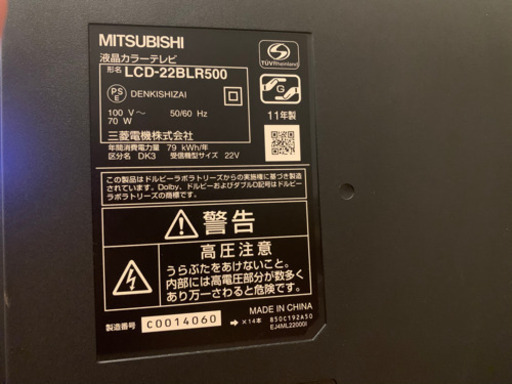 MITSUBISHI
液晶カラーテレビ
形名 LCD-22BLR500
PS E DENKISHIZAI
100 V～ 50/60 Hz
70 W
三菱電機株式会社
年間消費電力量 79 kWh/年
区分名 DK3 受信機型サイズ 22V
TÜVRheinland
G
11年製
この製品はドルビーラボラトリーズからの実施権に基づき製造
されています。Dolby、ドルビーおよびダブルD記号はドルビー
ラボラトリーズの商標です。
警告
高圧注意
うらぶたをあけないこと。
内部には高電圧部分が数多く
あり万一さわると危険です。
MADE IN CHINA
製造番号 C0014060 ➔ ×14本 850C192A50
EJ4ML22000I